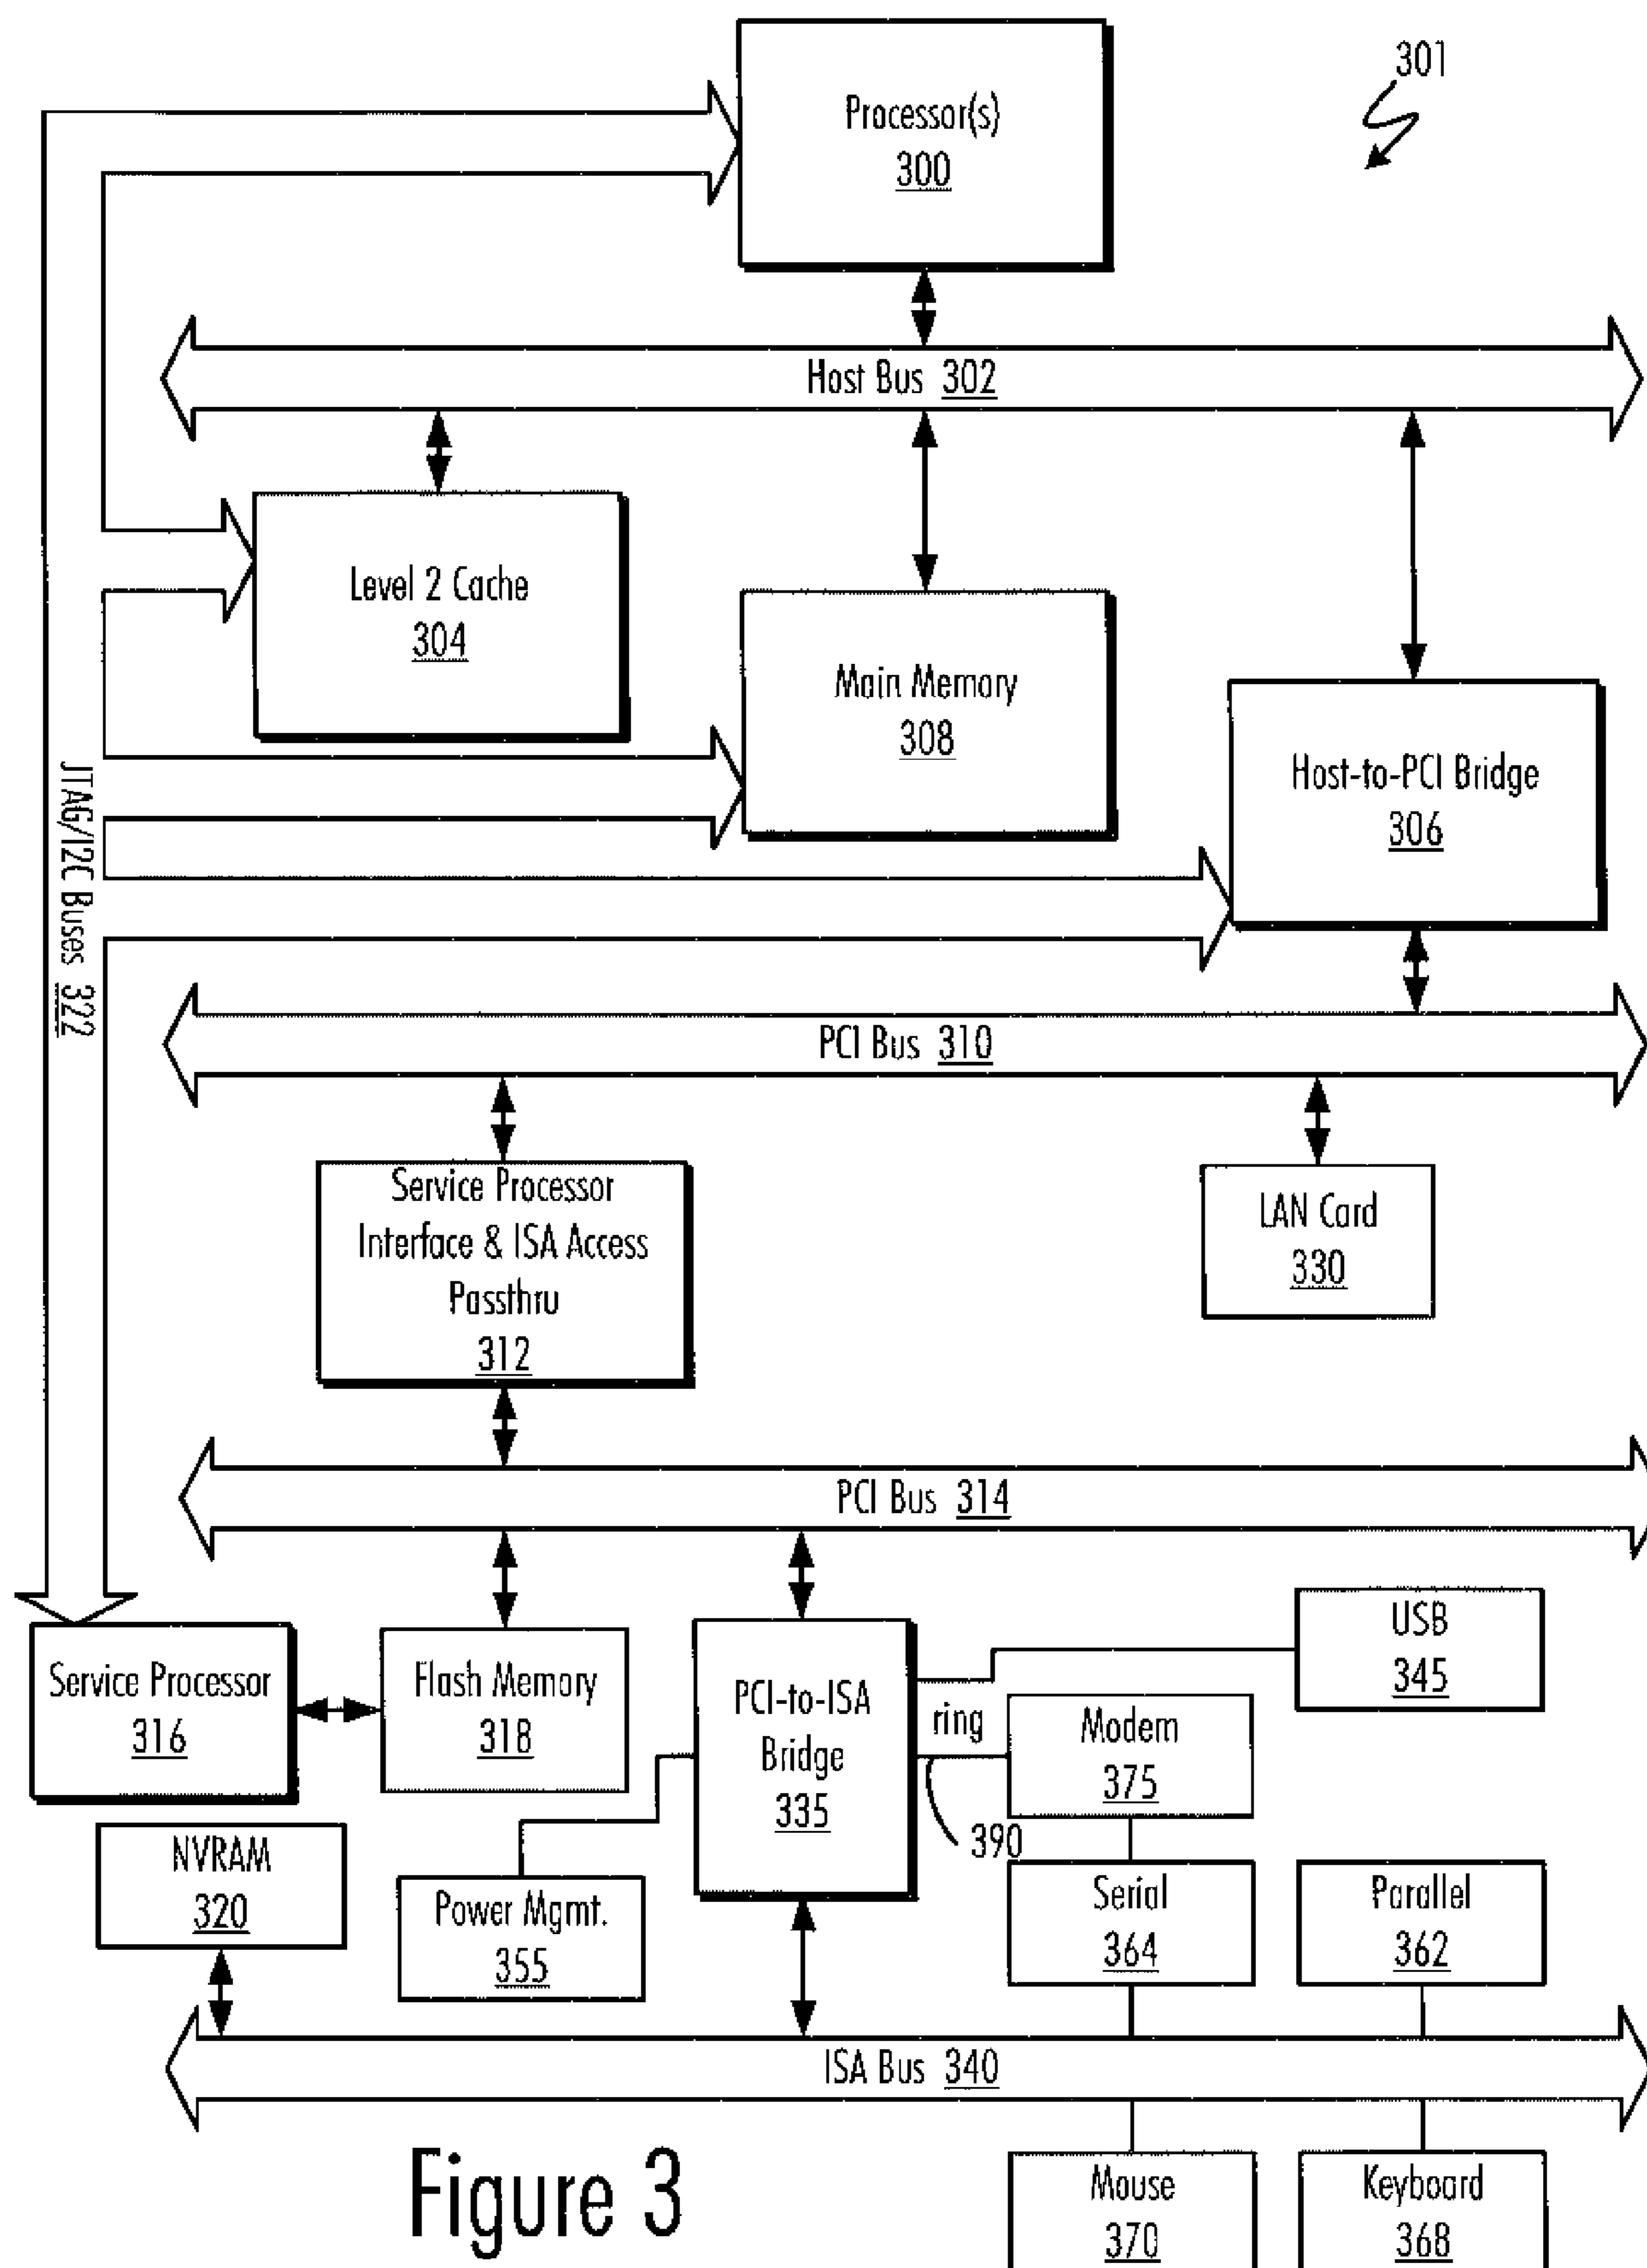 301
Processor(s)
300
Host Bus 302
Level 2 Cache
304
Main Memory
308
Host-to-PCI Bridge
306
JTAG/I2C Buses 322
PCI Bus 310
Service Processor
Interface & ISA Access
Passthru
312
LAN Card
330
PCI Bus 314
USB
345
Service Processor
316
Flash Memory
318
PCI-to-ISA
Bridge
335
ring
Modem
375
390
NVRAM
320
Power Mgmt.
355
Serial
364
Parallel
362
ISA Bus 340
Figure 3
Mouse
370
Keyboard
368